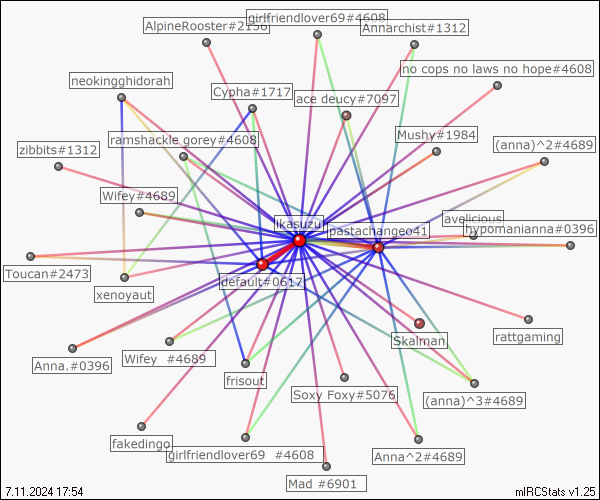 AlpineRooster#2156
girlfriendlover69#4608
Annarchist#1312
no cops no laws no hope#4608
neokingghidorah
Cypha#1717
ace deucy#7097
ramshackle gorey#4608
Mushy#1984
zibbits#1312
(anna)^2#4689
Wifey#4689
ikasuzu
pastachangeo41
avelicious
hypomanianna#0396
Toucan#2473
default#0617
xenoyaut
Skalman
rattgaming
Anna.#0396
Wifey #4689
frisout
Soxy Foxy#5076
(anna)^3#4689
fakedingo
girlfriendlover69 #4608
Anna^2#4689
Mad #6901
7.11.2024 17:54
mIRCStats v1.25